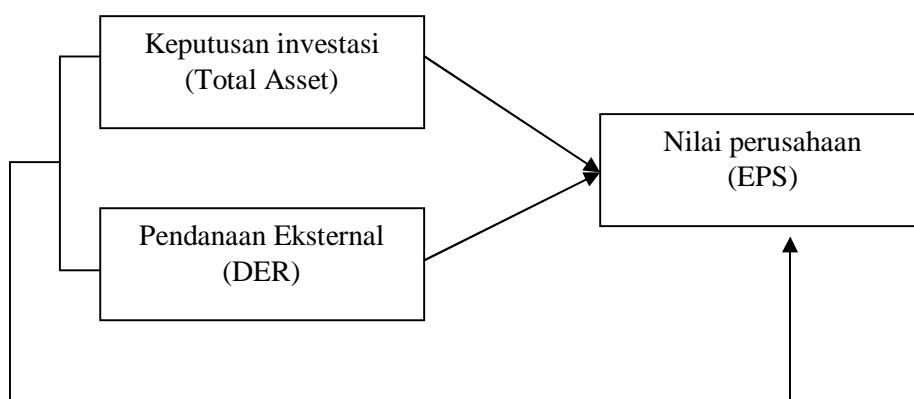 Keputusan investasi
(Total Asset)
Nilai perusahaan
(EPS)
Pendanaan Eksternal
(DER)